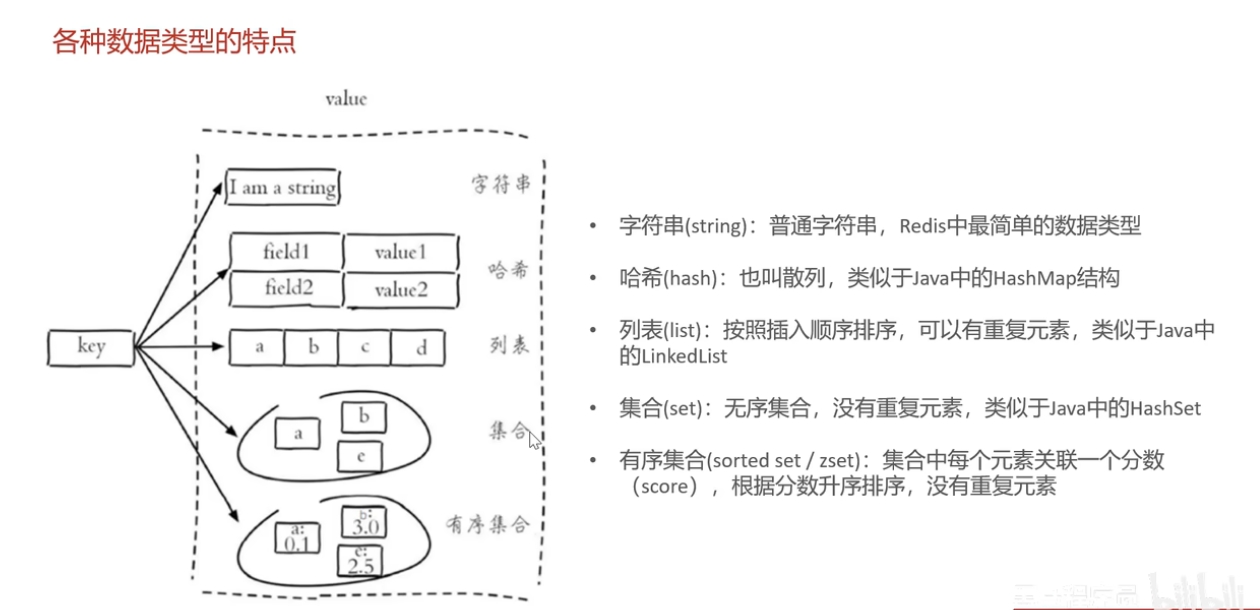 各种数据类型的特点
value
I am a string
字符串
field1 value1
哈希
field2 value2
key
a b c d
列表
b
a
集合
e
b:
3.0
a:
0.1
有序集合
e:
2.5
• 字符串(string)：普通字符串，Redis中最简单的数据类型
• 哈希(hash)：也叫散列，类似于Java中的HashMap结构
• 列表(list)：按照插入顺序排序，可以有重复元素，类似于Java中
的LinkedList
• 集合(set)：无序集合，没有重复元素，类似于Java中的HashSet
• 有序集合(sorted set / zset)：集合中每个元素关联一个分数
（score），根据分数升序排序，没有重复元素
bilibili